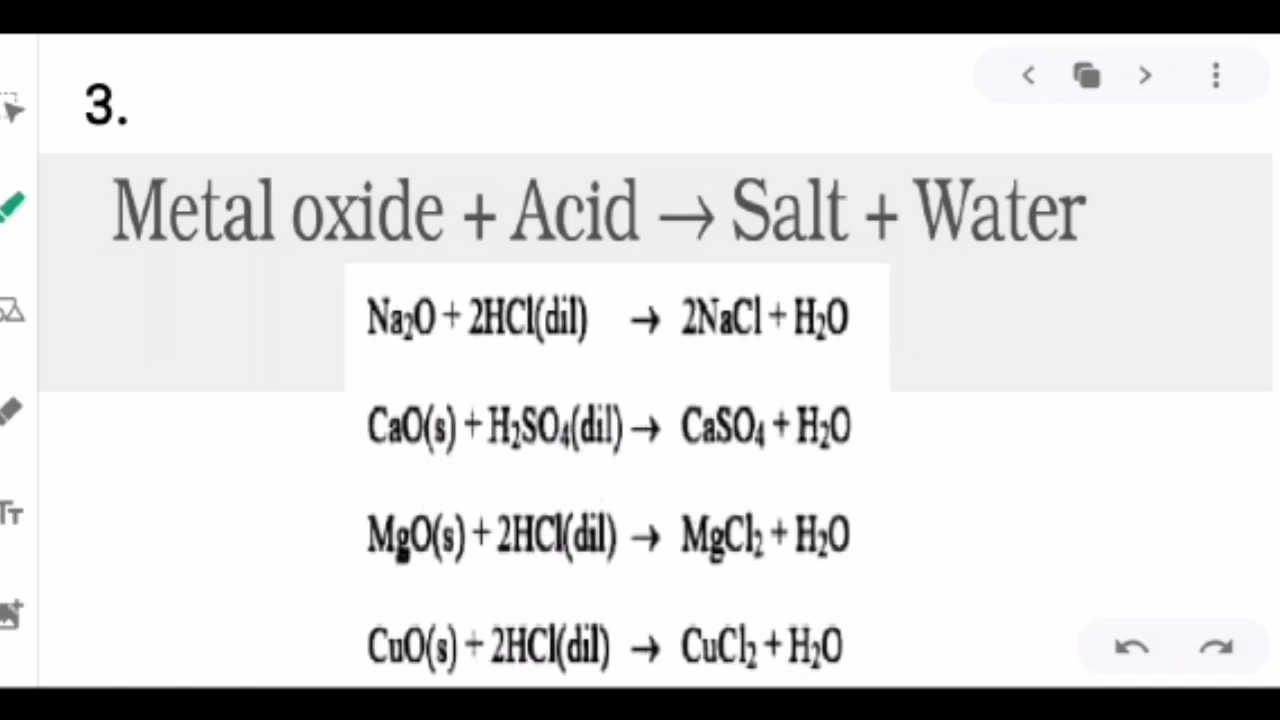 3.
Metal oxide + Acid → Salt + Water
Na₂O + 2HCl(dil) → 2NaCl + H₂O
CaO(s) + H₂SO₄(dil) → CaSO₄ + H₂O
MgO(s) + 2HCl(dil) → MgCl₂ + H₂O
CuO(s) + 2HCl(dil) → CuCl₂ + H₂O
Tт